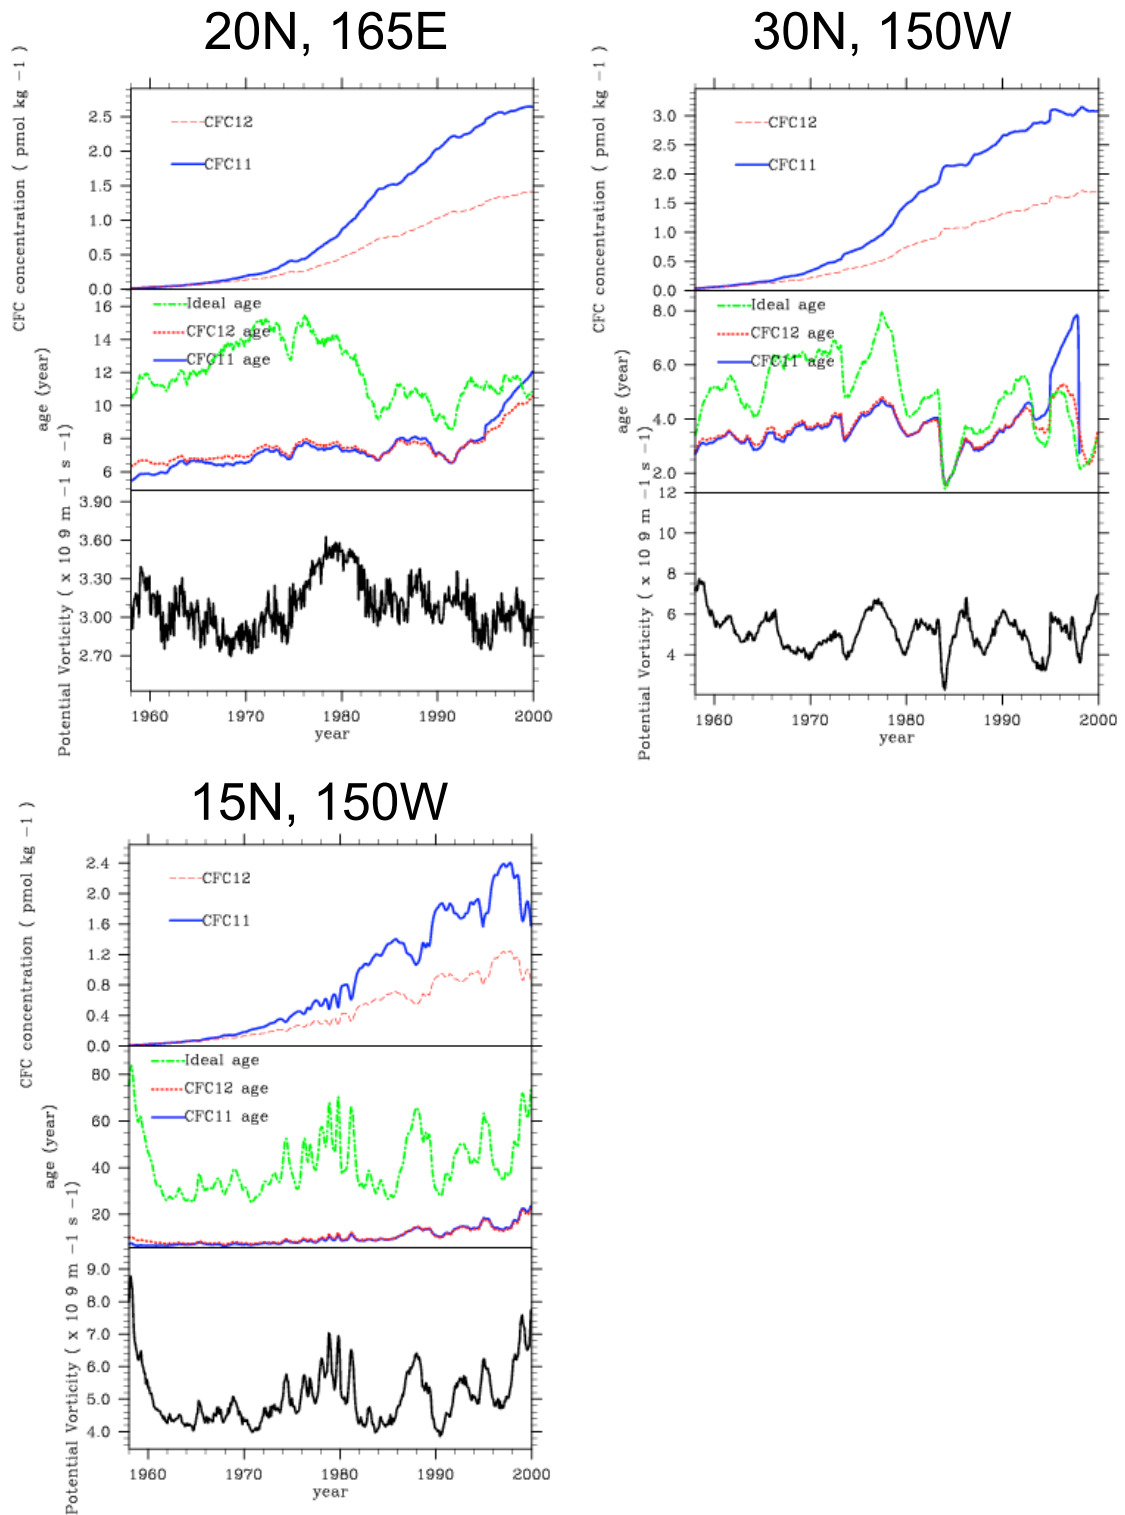 20N, 165E
CFC concentration ( pmol kg −1 )
2.5
2.0
1.5
1.0
0.5
0.0
CFC12
CFC11
age (year)
16
14
12
10
8
6
Ideal age
CFC12 age
CFC11 age
Potential Vorticity ( x 10 9 m −1 s −1)
3.90
3.60
3.30
3.00
2.70
1960 1970 1980 1990 2000
year
30N, 150W
CFC concentration ( pmol kg −1 )
3.0
2.5
2.0
1.5
1.0
0.5
0.0
CFC12
CFC11
age (year)
8.0
6.0
4.0
2.0
Ideal age
CFC12 age
CFC11 age
Potential Vorticity ( x 10 9 m −1 s −1)
12
10
8
6
4
1960 1970 1980 1990 2000
year
15N, 150W
CFC concentration ( pmol kg −1 )
2.4
2.0
1.6
1.2
0.8
0.4
0.0
CFC12
CFC11
age (year)
80
60
40
20
Ideal age
CFC12 age
CFC11 age
Potential Vorticity ( x 10 9 m −1 s −1)
9.0
8.0
7.0
6.0
5.0
4.0
1960 1970 1980 1990 2000
year